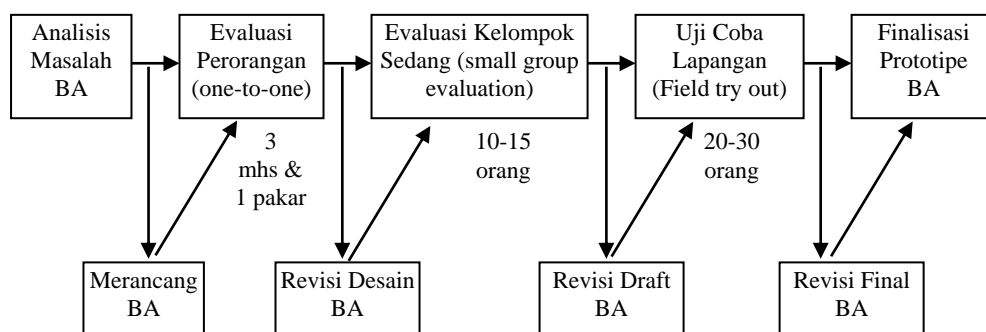 Analisis
Masalah
BA
Evaluasi
Perorangan
(one-to-one)
Evaluasi Kelompok
Sedang (small group
evaluation)
Uji Coba
Lapangan
(Field try out)
Finalisasi
Prototipe
BA
3
mhs &
1 pakar
10-15
orang
20-30
orang
Merancang
BA
Revisi Desain
BA
Revisi Draft
BA
Revisi Final
BA